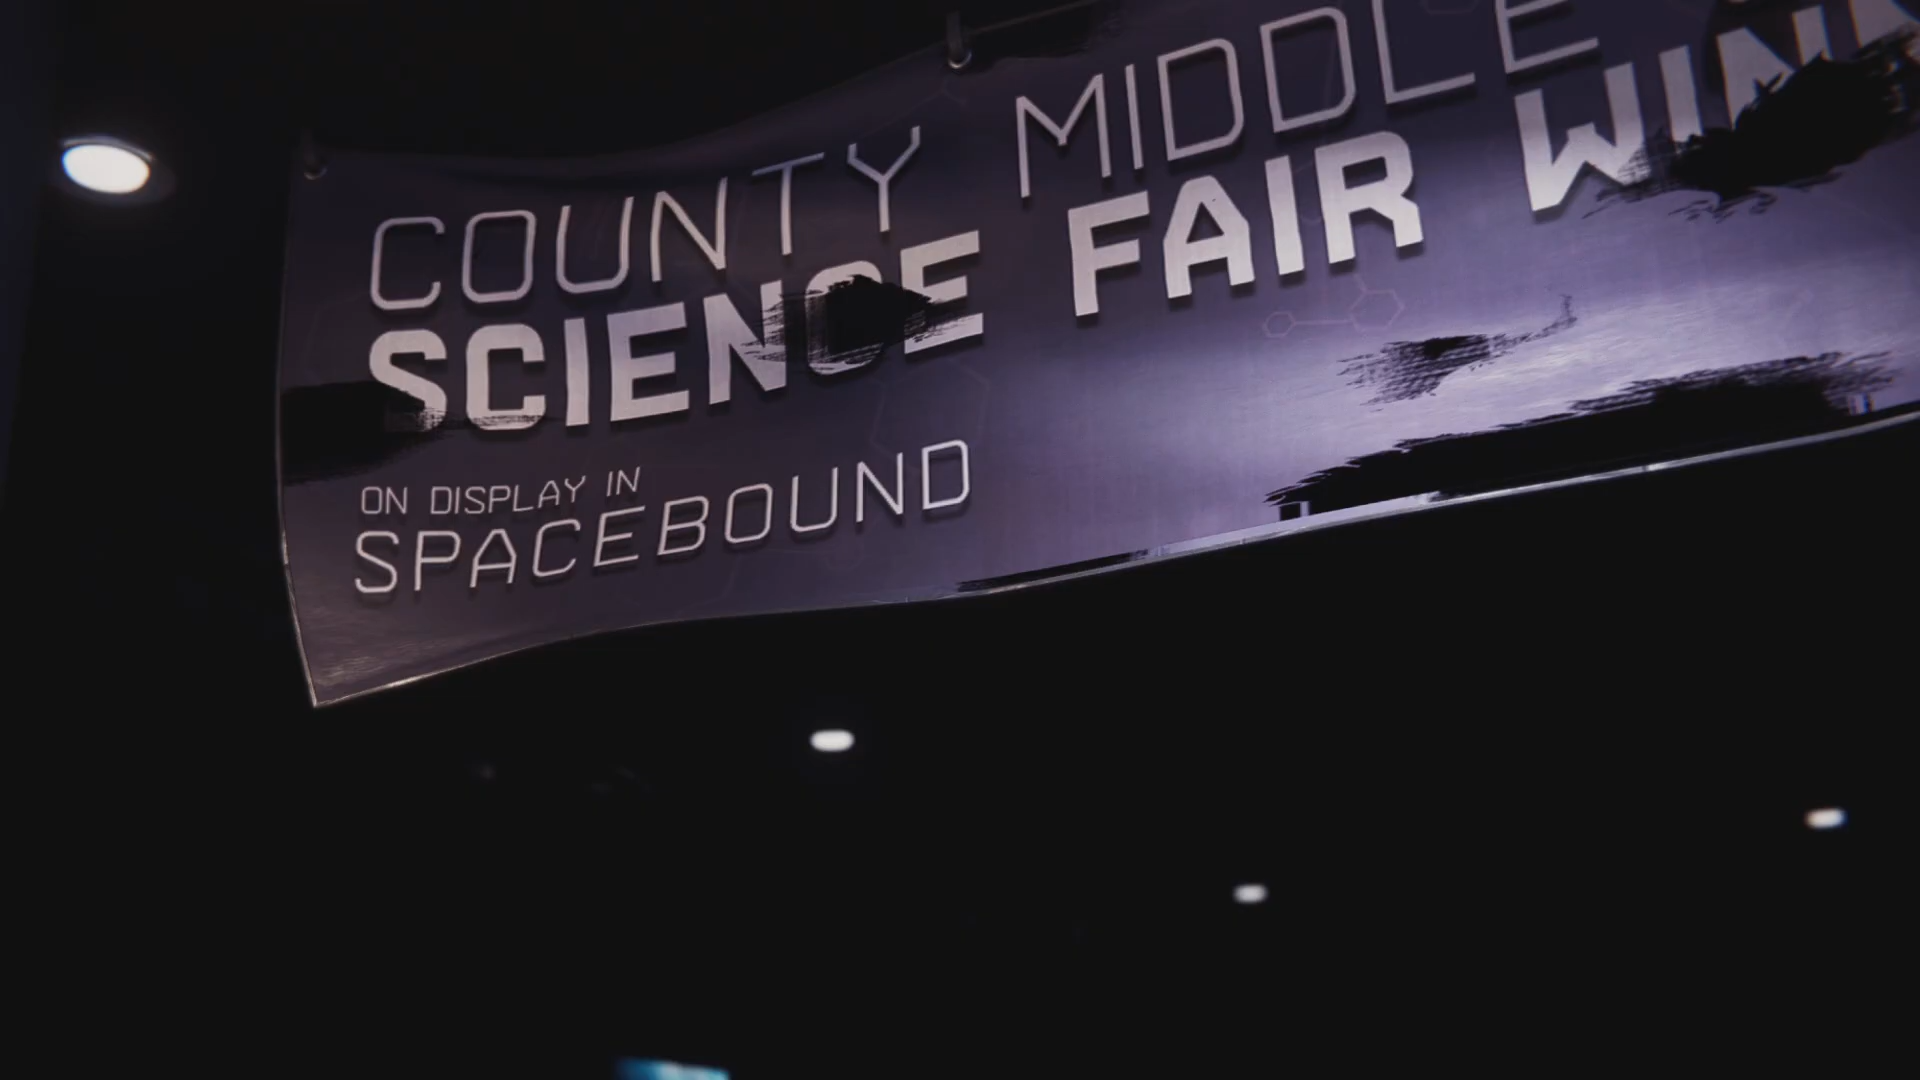 COUNTY MIDDLE
SCIENCE FAIR
ON DISPLAY IN
SPACEBOUND